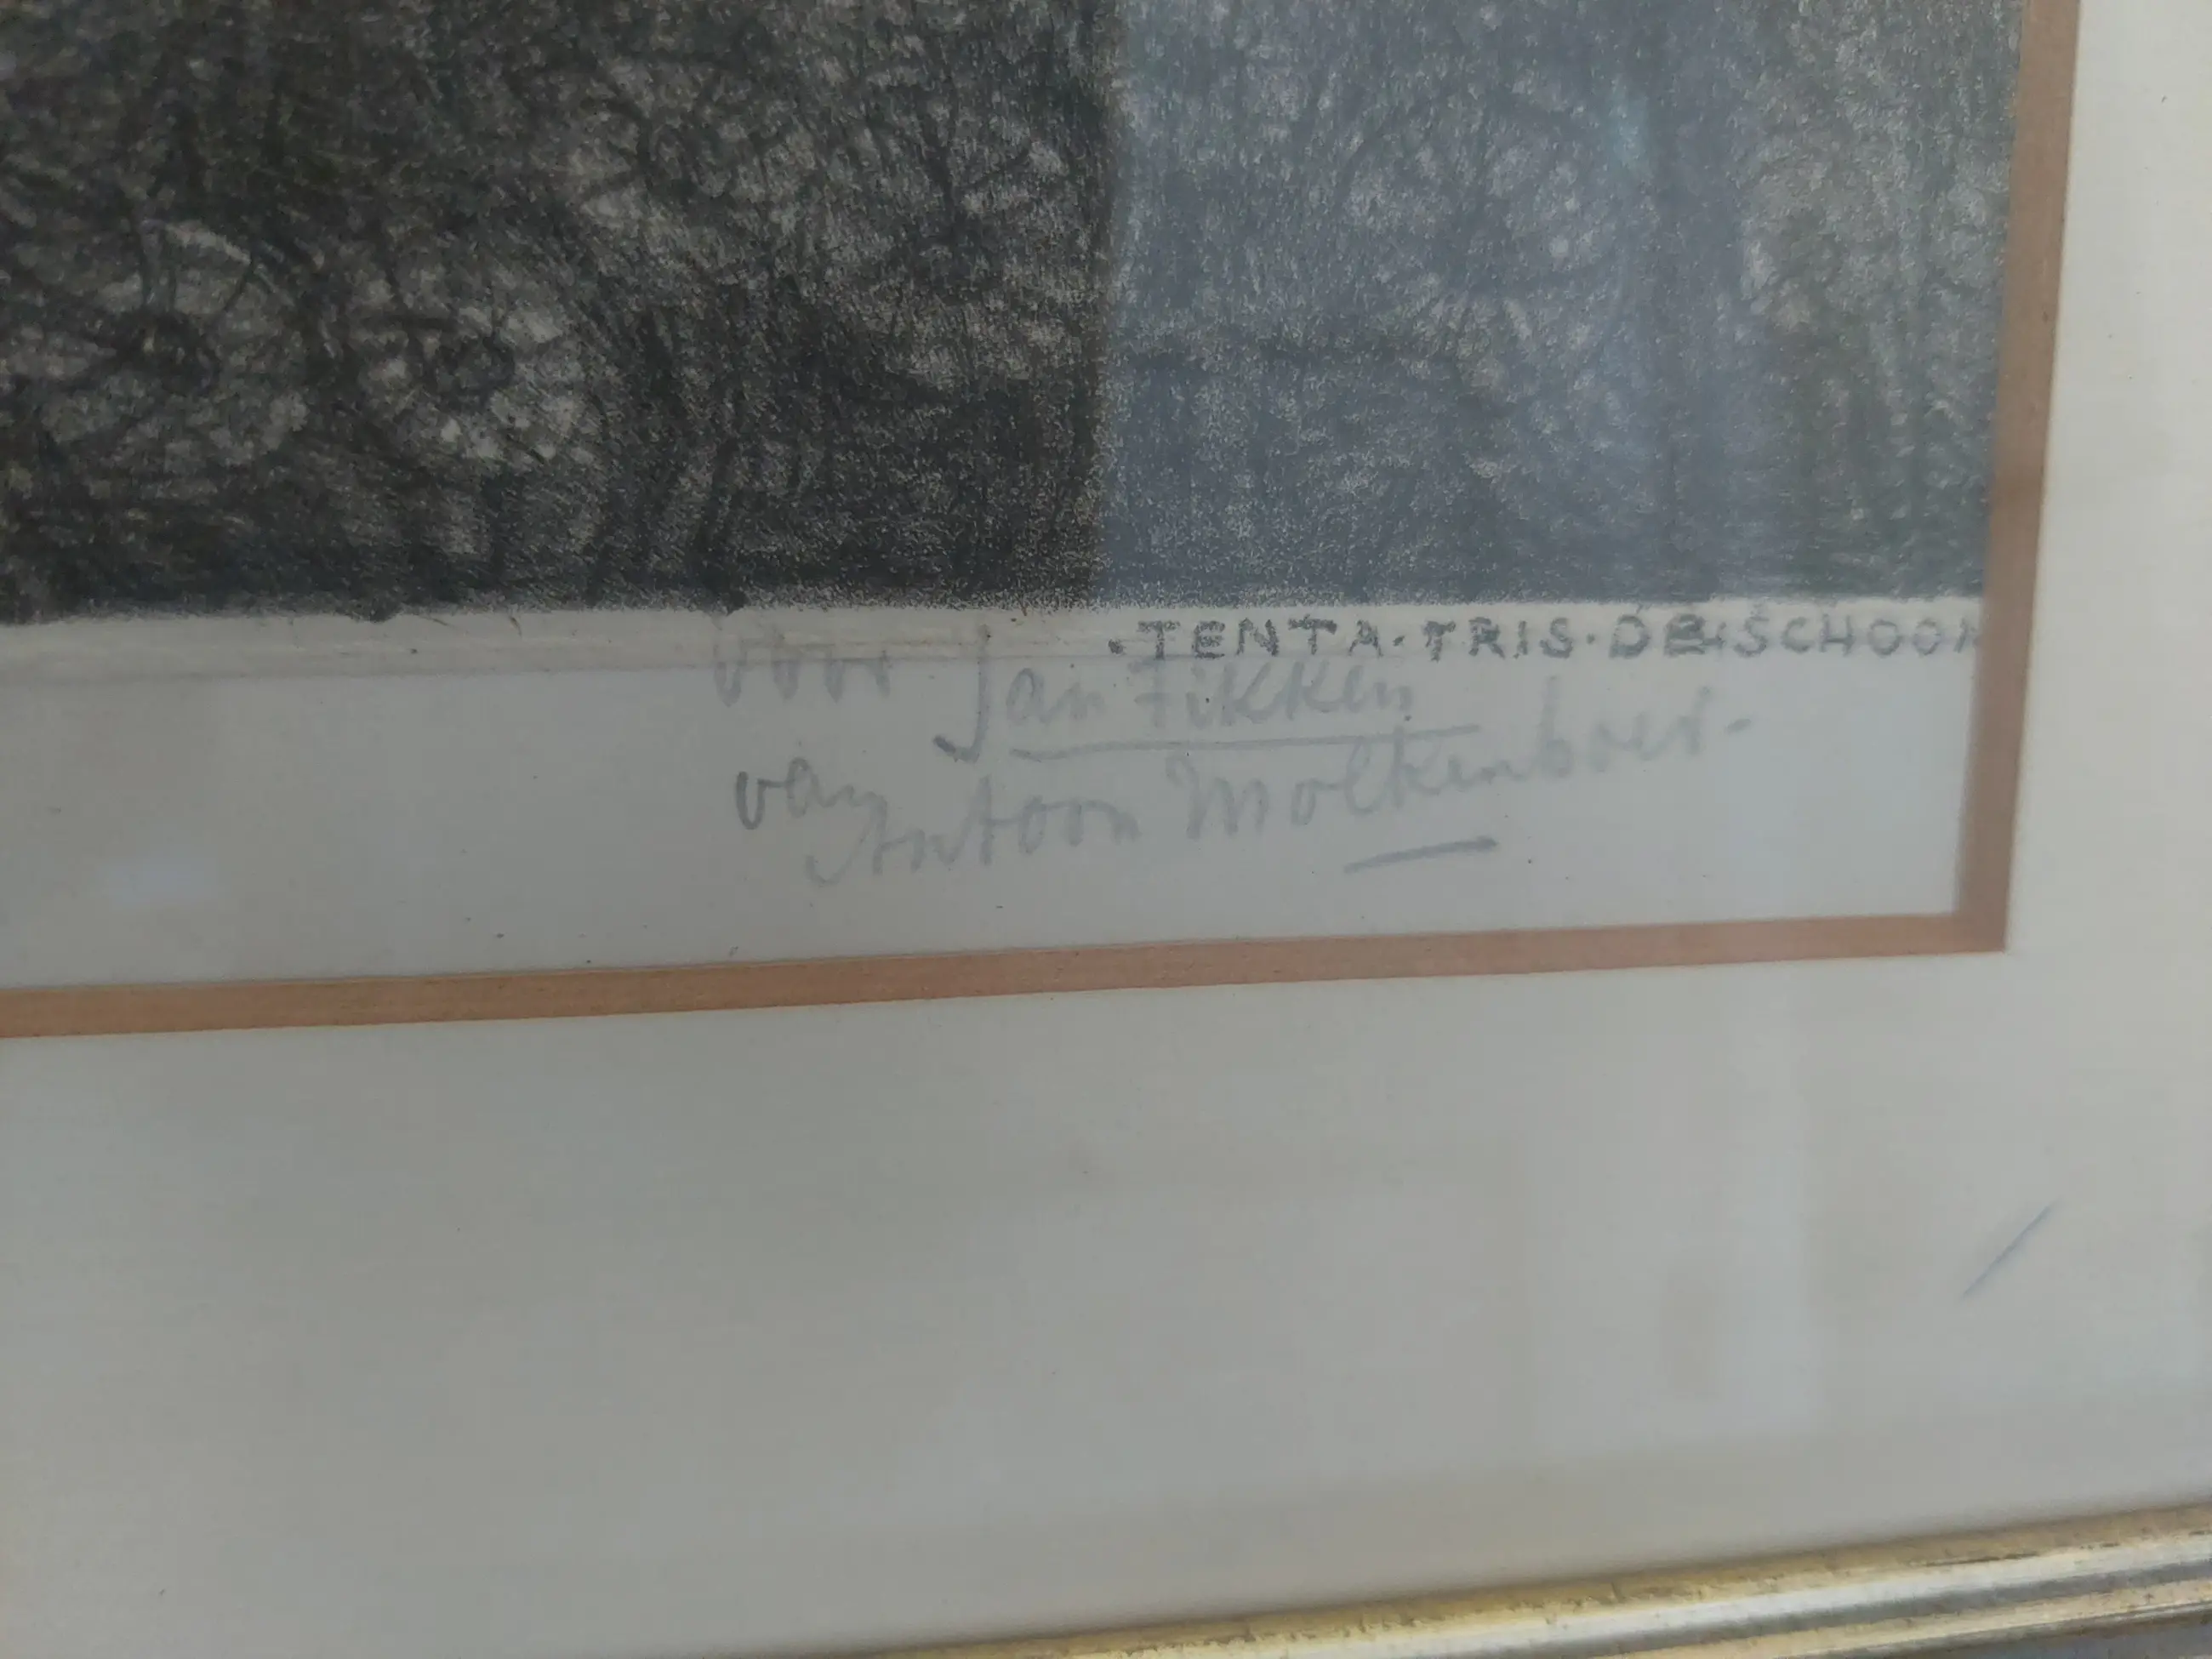 ·TENTA·TRIS·DE·SCHOON
voor Jan Fikken
van
Antoon Molkenboer-